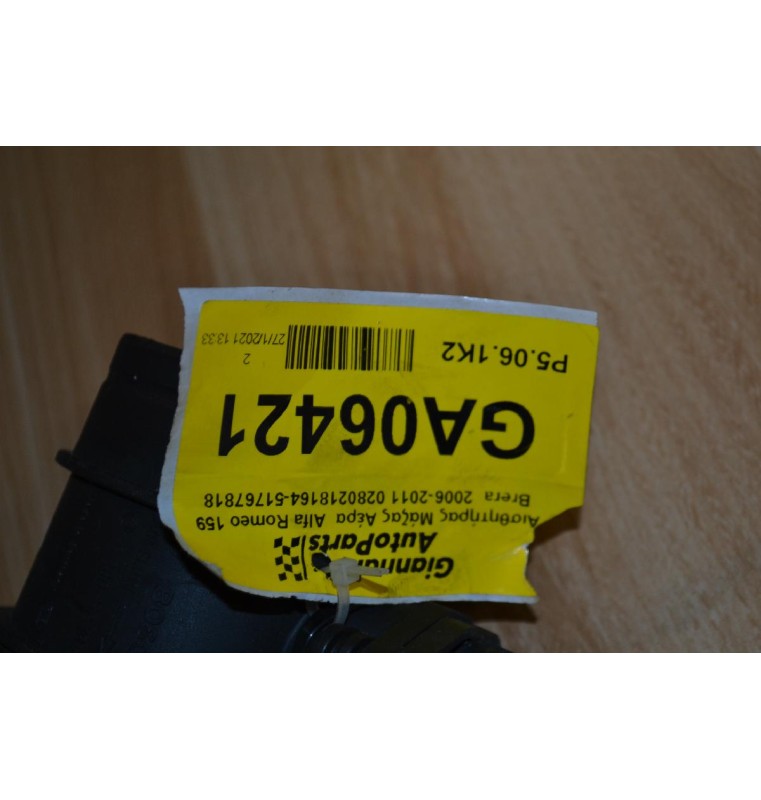 AutoParts
Αισθητήρας Μάζας Αέρα Alfa Romeo 159
Brera 2006-2011 0280218164-51767818
GA06421
P5.06.1K2
2
27/1/2021 13:33